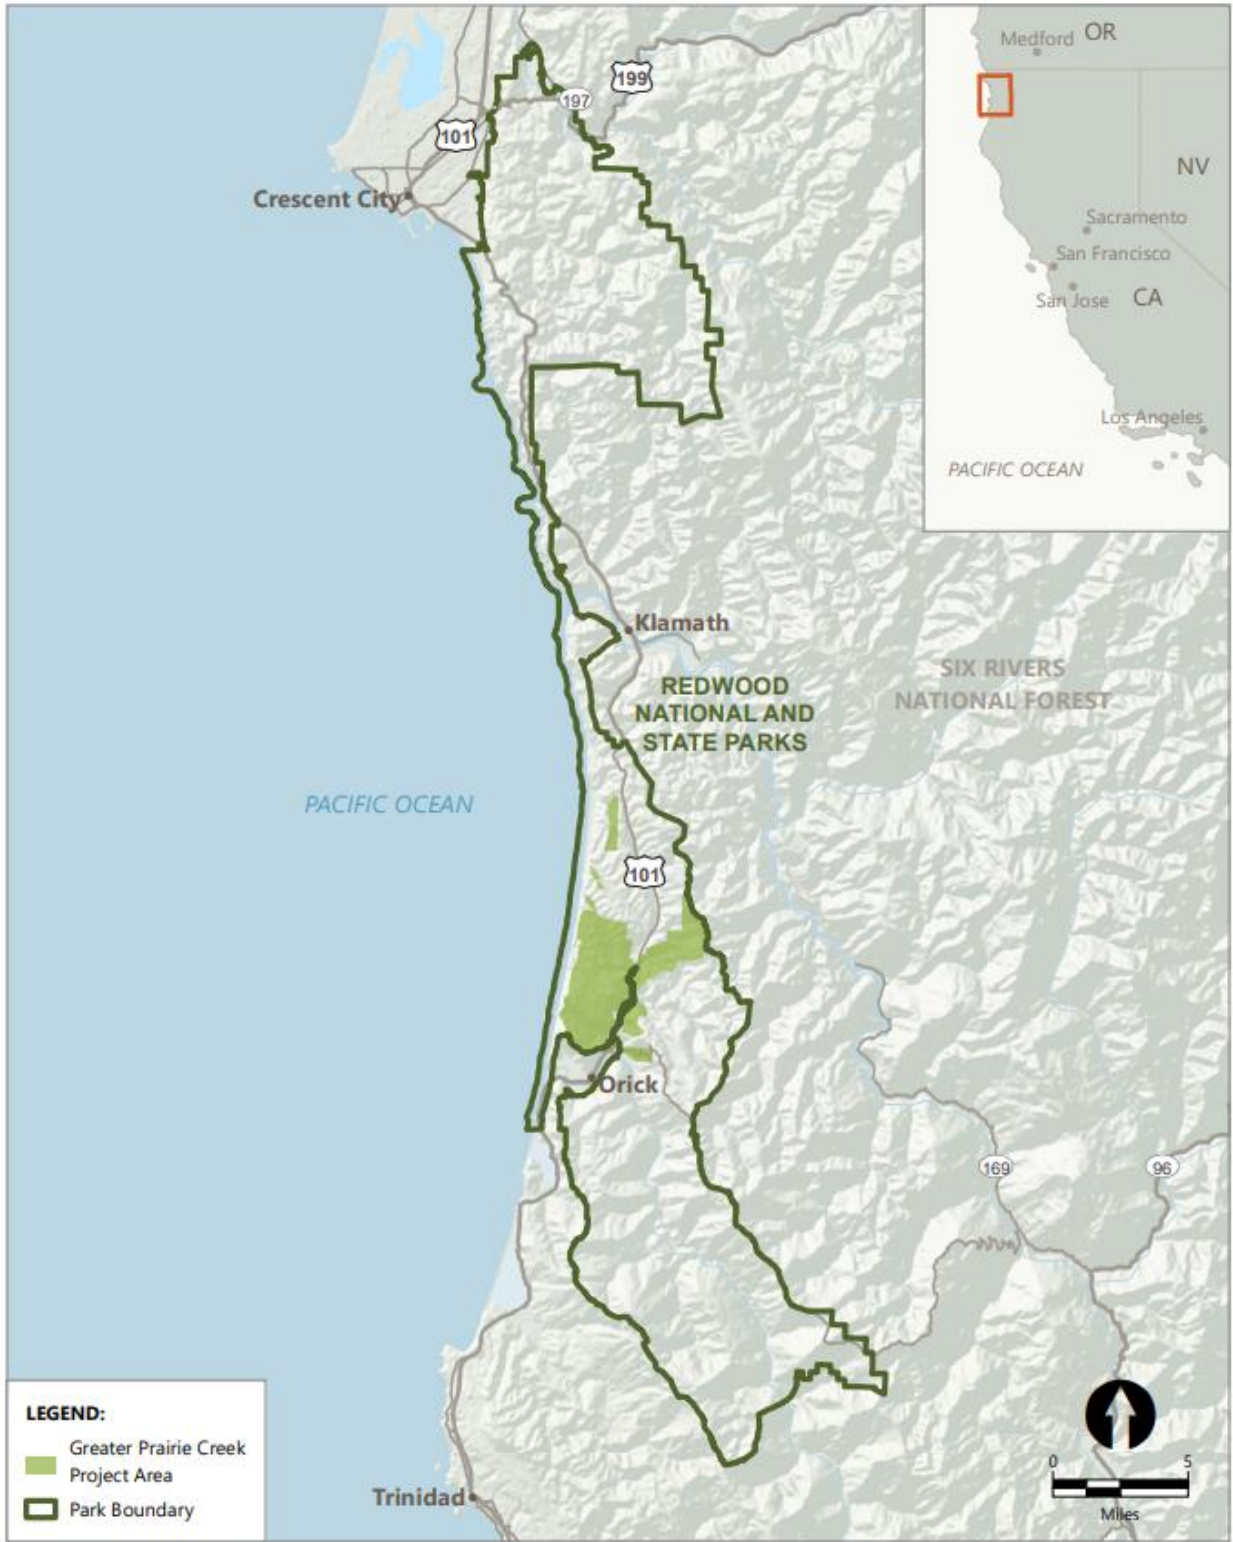 Medford
OR
199
197
101
NV
Crescent City
Sacramento
San Francisco
San Jose
CA
Los Angeles
PACIFIC OCEAN
Klamath
SIX RIVERS
NATIONAL FOREST
REDWOOD
NATIONAL AND
STATE PARKS
PACIFIC OCEAN
101
Orick
169
96
LEGEND:
Greater Prairie Creek
Project Area
Park Boundary
Trinidad
0 5
Miles